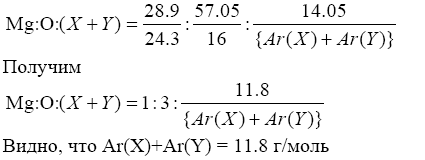 Mg:O:(X + Y) = 28.9/24.3 : 57.05/16 : 14.05/{Ar(X) + Ar(Y)}
Получим
Mg:O:(X + Y) = 1 : 3 : 11.8/{Ar(X) + Ar(Y)}
Видно, что Ar(X)+Ar(Y) = 11.8 г/моль